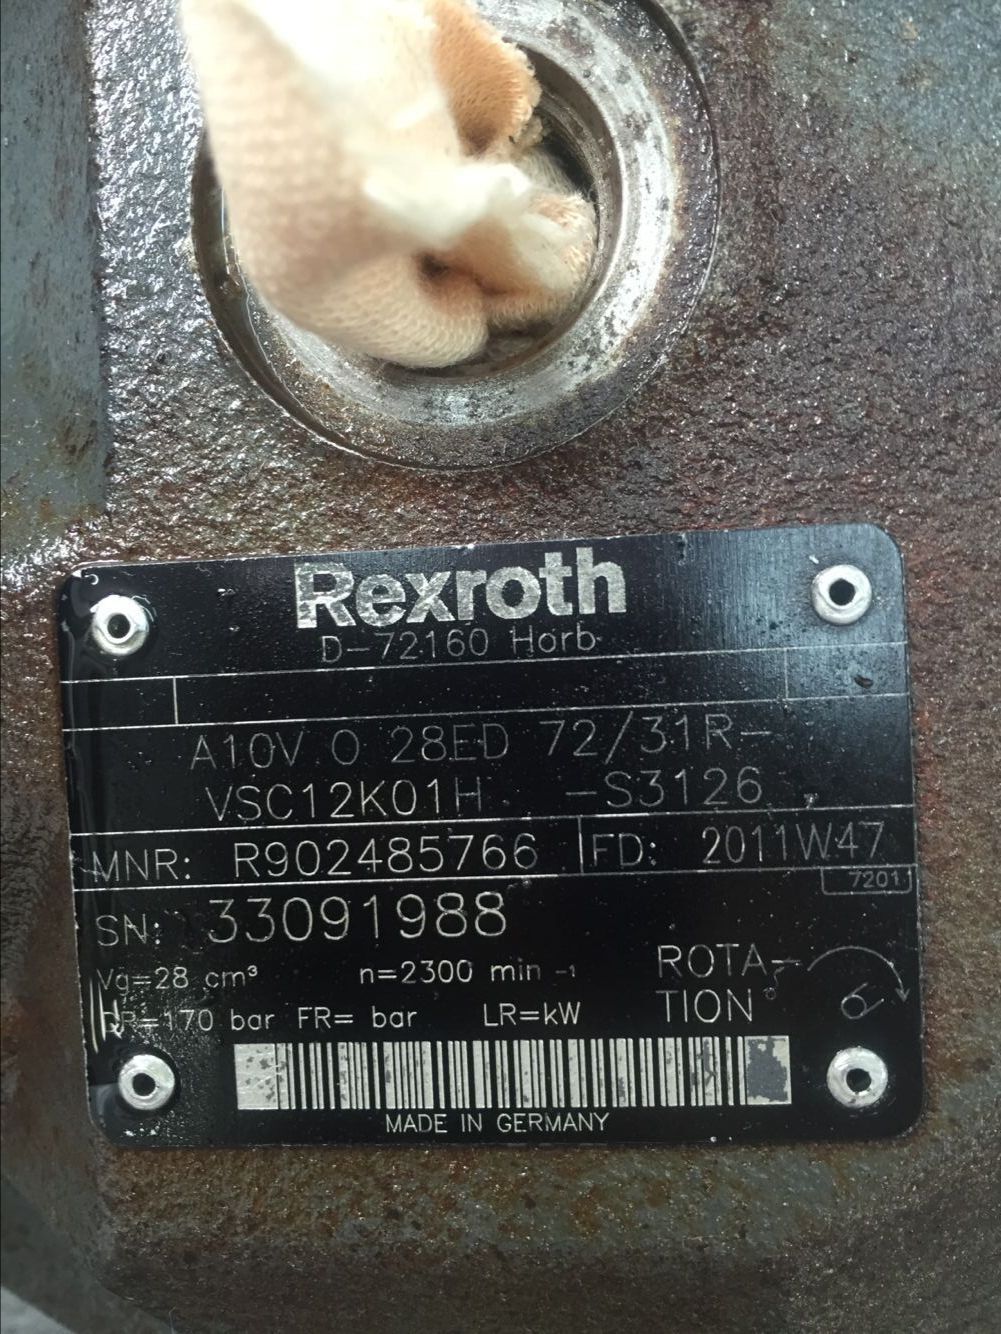 Rexroth
D-72160 Horb
A10V O 28ED 72/31R-
VSC12K01H -S3126
MNR: R902485766 FD: 2011W47
7201
SN: 33091988
Vg=28 cm³ n=2300 min -1
DR=170 bar FR= bar LR=kW
ROTA-
TION
MADE IN GERMANY